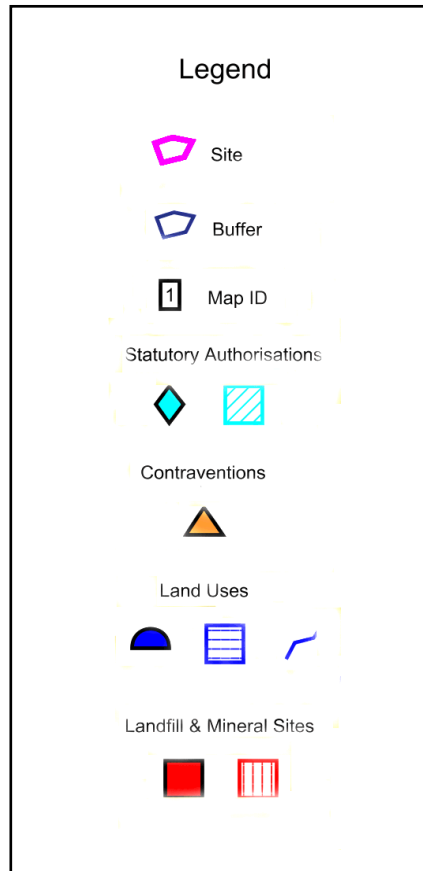 Legend
Site
Buffer
1 Map ID
Statutory Authorisations
Contraventions
Land Uses
Landfill & Mineral Sites